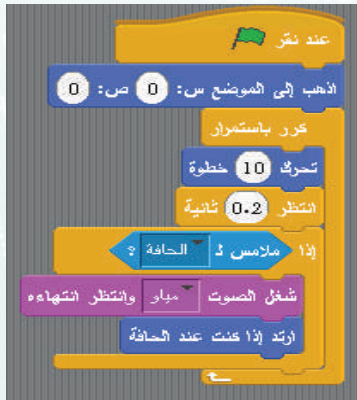 عند نقر
اذهب إلى الموضع س: 0 ص: 0
كرر باستمرار
تحرك 10 خطوة
انتظر 0.2 ثانية
إذا ملامس لـ الحافة ؟
شغل الصوت مياو وانتظر انتهاءه
ارتد إذا كنت عند الحافة